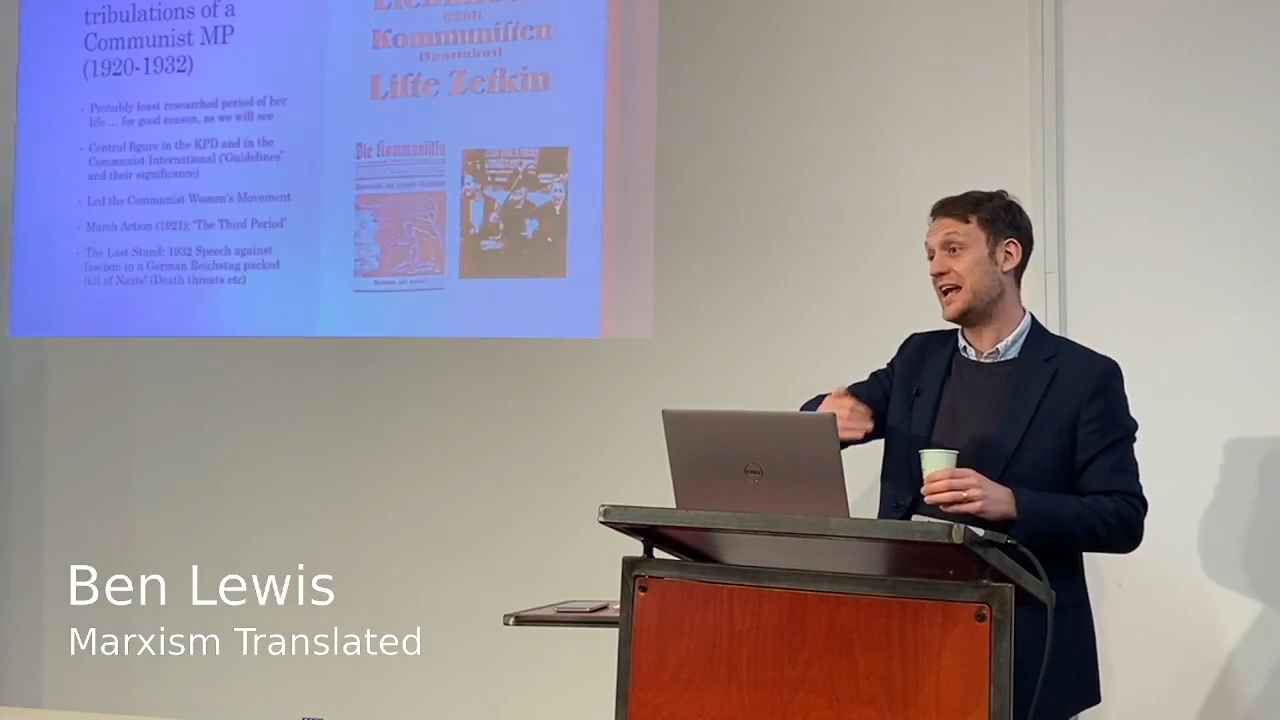 tribulations of a
Communist MP
(1920-1932)
- Probably least researched period of her
life ... for good reason, as we will see
- Central figure in the KPD and in the
Communist International ("Guidelines"
and their significance)
- Led the Communist Women's Movement
- March Action (1921); "The Third Period"
- The Last Stand: 1932 Speech against
fascism in a German Reichstag packed
full of Nazis! (Death threats etc)
wählt
Kommuniſten
(Spartakus)
Liſte Zetkin
Die Kommuniſtin
DELL
Ben Lewis
Marxism Translated